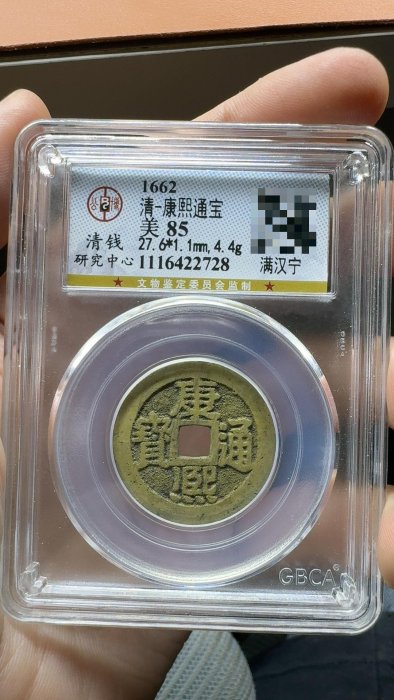 1662
清-康熙通宝
美 85
清钱
27.6*1.1mm, 4.4g
研究中心
1116422728
满汉宁
★ 文物鉴定委员会监制 ★
康熙通寶
GBCA®